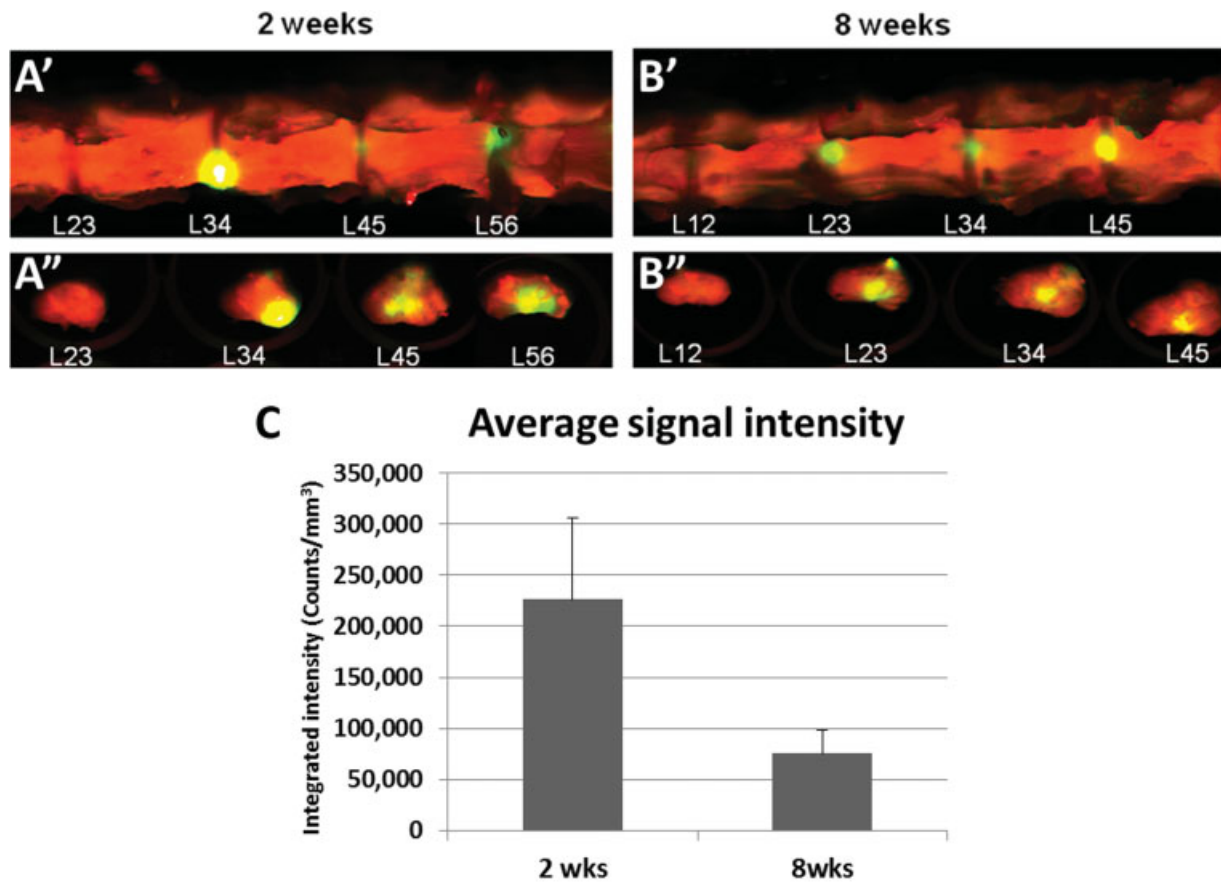 2 weeks
8 weeks
A'
B'
L23
L34
L45
L56
L12
L23
L34
L45
A"
B"
L23
L34
L45
L56
L12
L23
L34
L45
C
Average signal intensity
Integrated intensity (Counts/mm³)
350,000
300,000
250,000
200,000
150,000
100,000
50,000
0
2 wks
8wks